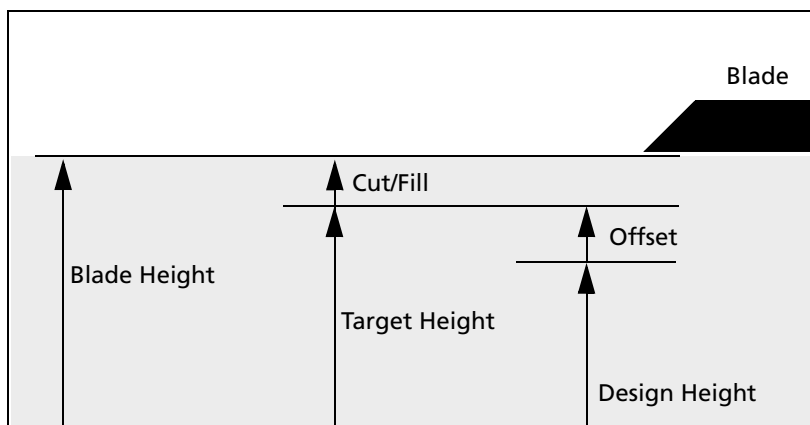 Blade
Cut/Fill
Offset
Blade Height
Target Height
Design Height